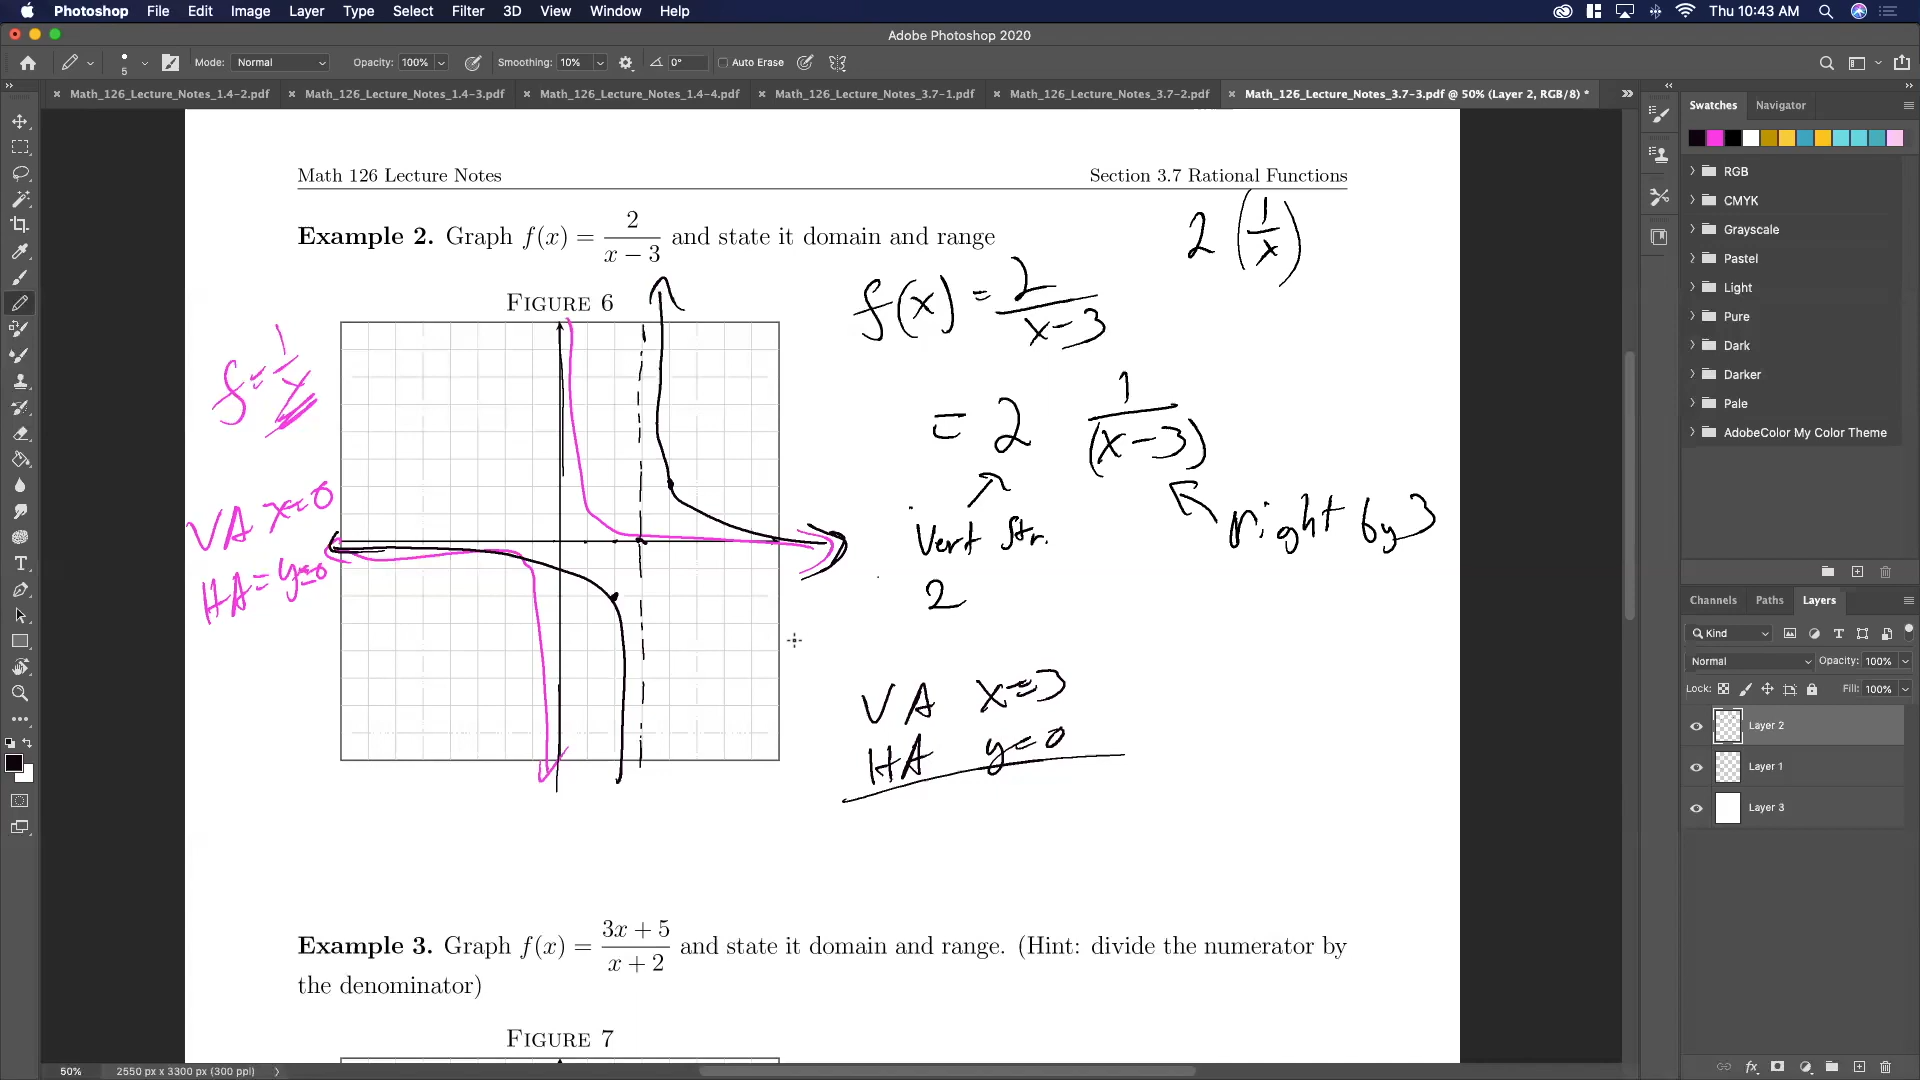 Photoshop File Edit Image Layer Type Select Filter 3D View Window Help Thu 10:43 AM
Adobe Photoshop 2020
5 Mode: Normal Opacity: 100% Smoothing: 10% 0° Auto Erase
Math_126_Lecture_Notes_1.4-2.pdf Math_126_Lecture_Notes_1.4-3.pdf Math_126_Lecture_Notes_1.4-4.pdf Math_126_Lecture_Notes_3.7-1.pdf Math_126_Lecture_Notes_3.7-2.pdf Math_126_Lecture_Notes_3.7-3.pdf @ 50% (Layer 2, RGB/8) *
Math 126 Lecture Notes Section 3.7 Rational Functions
Example 2. Graph f(x) = 2/(x − 3) and state it domain and range
2 (1/x)
FIGURE 6
f(x) = 2/(x-3)
f = 1/x
= 2 1/(x-3)
VA x=0
HA = y=0
right by 3
Vert Str.
2
VA x=3
HA y=0
Example 3. Graph f(x) = (3x + 5)/(x + 2) and state it domain and range. (Hint: divide the numerator by
the denominator)
FIGURE 7
50% 2550 px x 3300 px (300 ppi)
Swatches Navigator
RGB
CMYK
Grayscale
Pastel
Light
Pure
Dark
Darker
Pale
AdobeColor My Color Theme
Channels Paths Layers
Kind
Normal Opacity: 100%
Lock: Fill: 100%
Layer 2
Layer 1
Layer 3